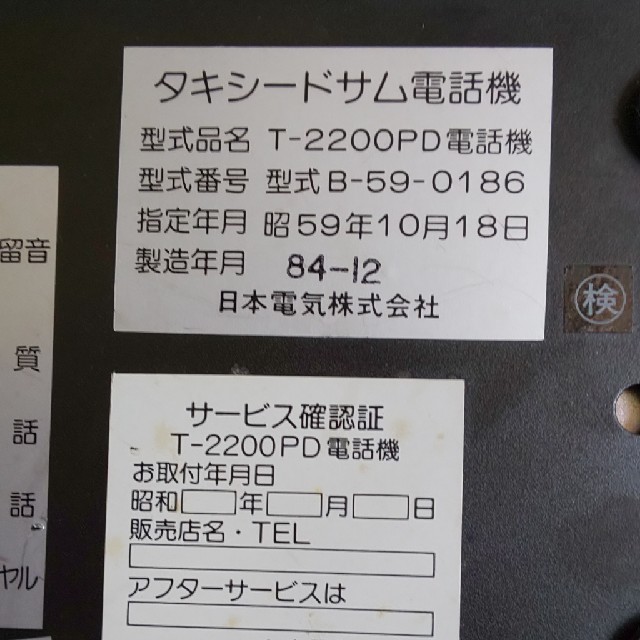 タキシードサム電話機
型式品名 T-2200PD電話機
型式番号 型式B-59-0186
指定年月 昭59年10月18日
製造年月 84-12
日本電気株式会社
検
留音
質
話
話
ヤル
サービス確認証
T-2200PD電話機
お取付年月日
昭和 年 月 日
販売店名・TEL
アフターサービスは